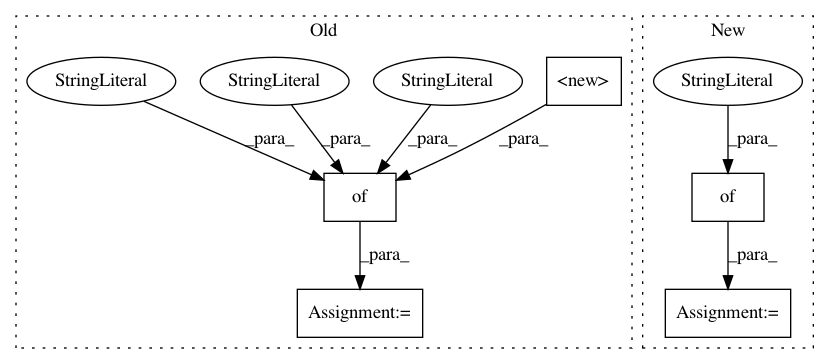 Old
New
StringLiteral StringLiteral StringLiteral <new> StringLiteral
_para_ _para_ _para_ _para_ _para_
of of
_para_ _para_
Assignment:= Assignment:=